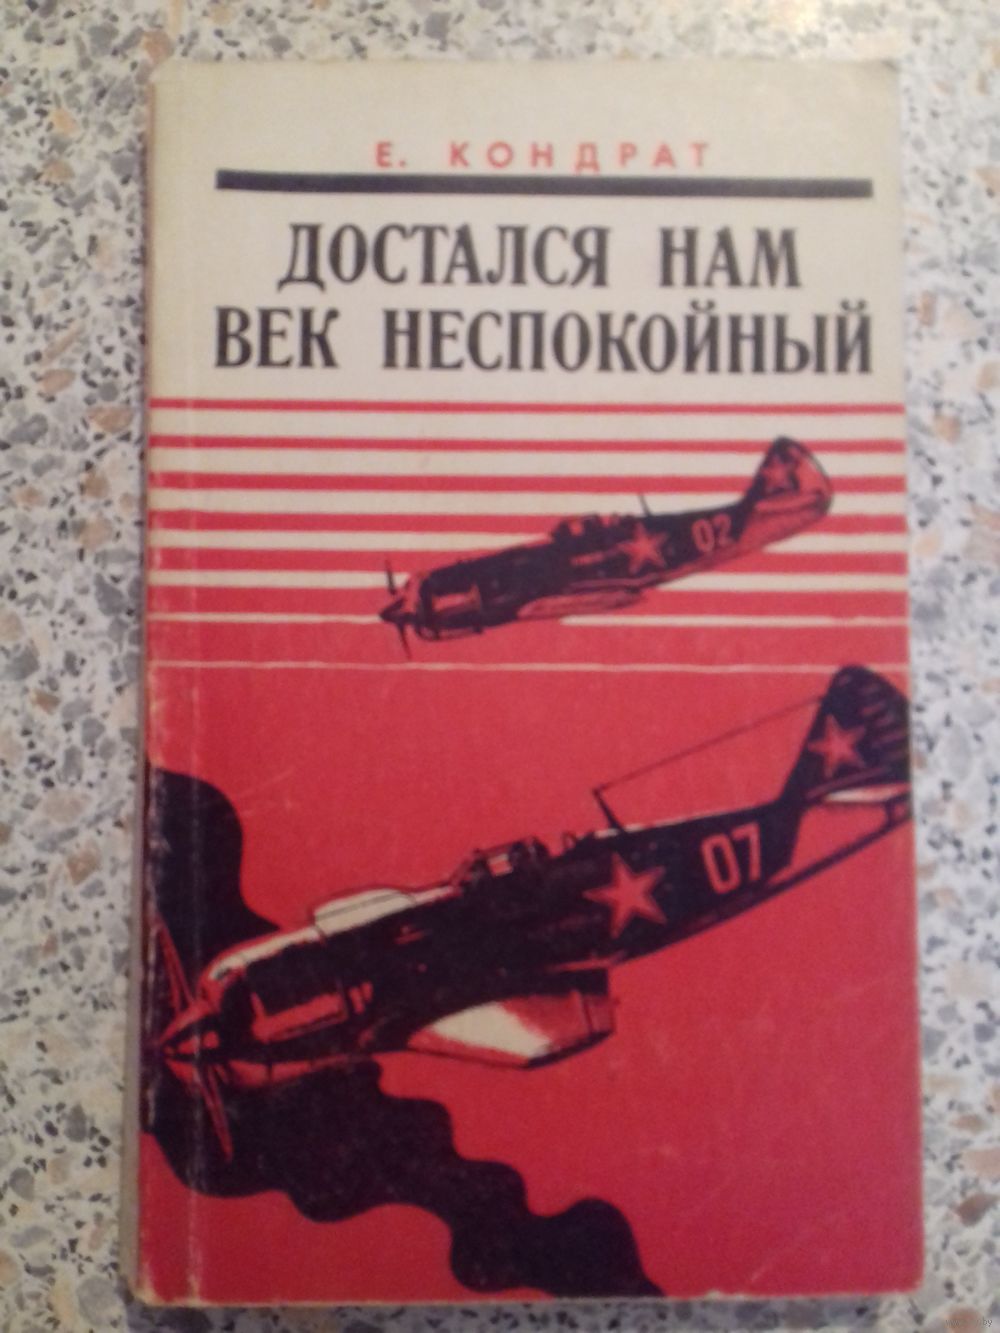 Е. КОНДРАТ
ДОСТАЛСЯ НАМ
ВЕК НЕСПОКОЙНЫЙ
02
07